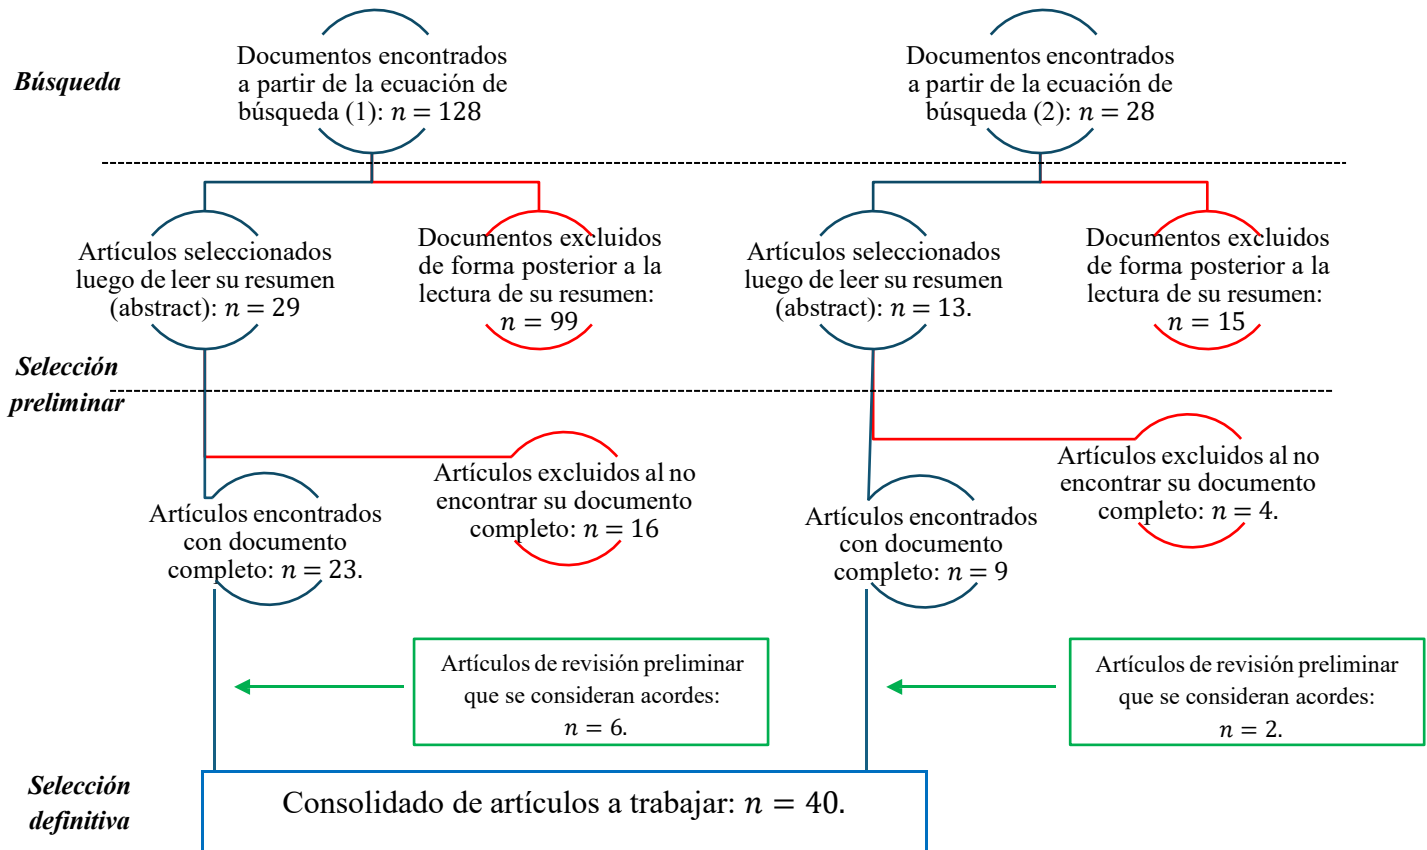 Búsqueda
Documentos encontrados
a partir de la ecuación de
búsqueda (1): n = 128
Documentos encontrados
a partir de la ecuación de
búsqueda (2): n = 28
Artículos seleccionados
luego de leer su resumen
(abstract): n = 29
Documentos excluidos
de forma posterior a la
lectura de su resumen:
n = 99
Artículos seleccionados
luego de leer su resumen
(abstract): n = 13.
Documentos excluidos
de forma posterior a la
lectura de su resumen:
n = 15
Selección
preliminar
Artículos encontrados
con documento
completo: n = 23.
Artículos excluidos al no
encontrar su documento
completo: n = 16
Artículos encontrados
con documento
completo: n = 9
Artículos excluidos al no
encontrar su documento
completo: n = 4.
Artículos de revisión preliminar
que se consideran acordes:
n = 6.
Artículos de revisión preliminar
que se consideran acordes:
n = 2.
Selección
definitiva
Consolidado de artículos a trabajar: n = 40.